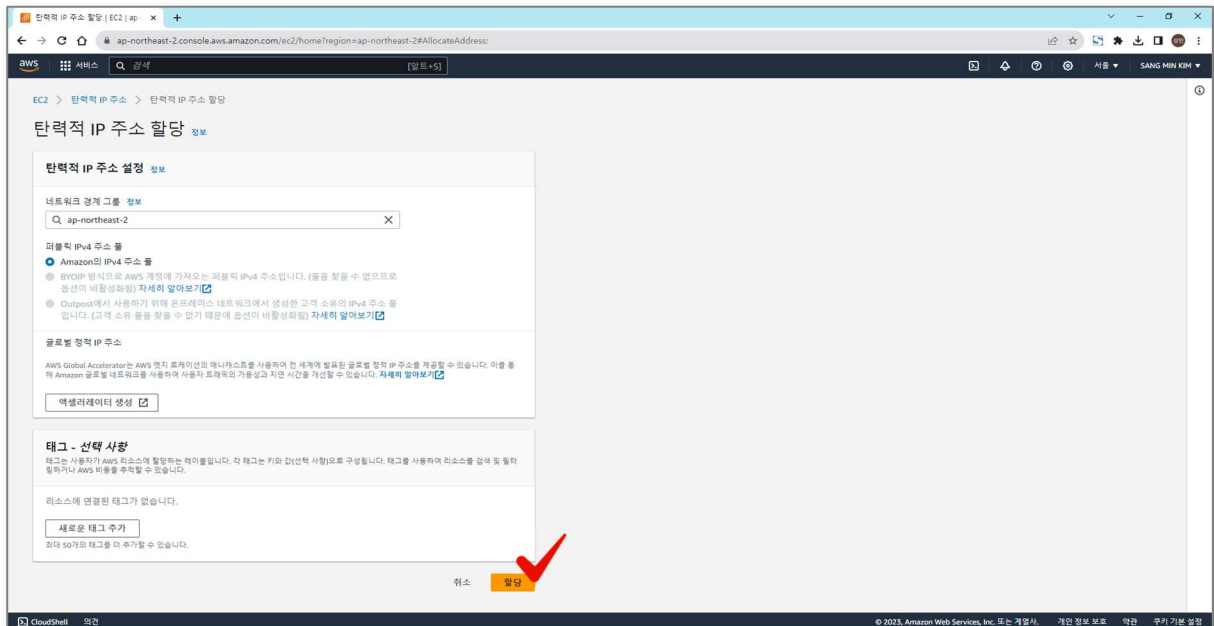 탄력적 IP 주소 할당 | EC2 | ap-
ap-northeast-2.console.aws.amazon.com/ec2/home?region=ap-northeast-2#AllocateAddress:
aws 서비스 검색 [알트+S] 서울 SANG MIN KIM
EC2 > 탄력적 IP 주소 > 탄력적 IP 주소 할당
탄력적 IP 주소 할당 정보
탄력적 IP 주소 설정 정보
네트워크 경계 그룹 정보
ap-northeast-2
퍼블릭 IPv4 주소 풀
Amazon의 IPv4 주소 풀
BYOIP 방식으로 AWS 계정에 가져오는 퍼블릭 IPv4 주소입니다. (풀을 찾을 수 없으므로
옵션이 비활성화됨) 자세히 알아보기
Outpost에서 사용하기 위해 온프레미스 네트워크에서 생성한 고객 소유의 IPv4 주소 풀
입니다. (고객 소유 풀을 찾을 수 없기 때문에 옵션이 비활성화됨) 자세히 알아보기
글로벌 정적 IP 주소
AWS Global Accelerator는 AWS 엣지 로케이션의 애니캐스트를 사용하여 전 세계에 발표된 글로벌 정적 IP 주소를 제공할 수 있습니다. 이를 통
해 Amazon 글로벌 네트워크를 사용하여 사용자 트래픽의 가용성과 지연 시간을 개선할 수 있습니다. 자세히 알아보기
액셀러레이터 생성
태그 - 선택 사항
태그는 사용자가 AWS 리소스에 할당하는 레이블입니다. 각 태그는 키와 값(선택 사항)으로 구성됩니다. 태그를 사용하여 리소스를 검색 및 필터
링하거나 AWS 비용을 추적할 수 있습니다.
리소스에 연결된 태그가 없습니다.
새로운 태그 추가
최대 50개의 태그를 더 추가할 수 있습니다.
취소 할당
CloudShell 의견 © 2023, Amazon Web Services, Inc. 또는 계열사. 개인 정보 보호 약관 쿠키 기본 설정